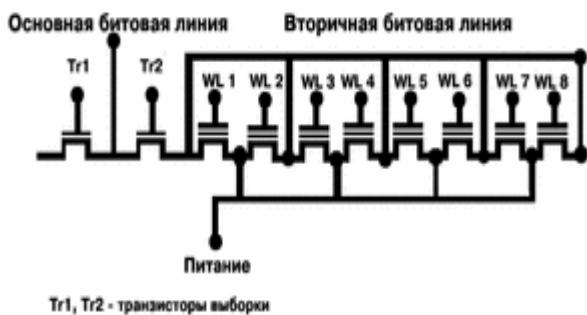 Основная битовая линия
Вторичная битовая линия
Tr1
Tr2
WL 1
WL 2
WL 3
WL 4
WL 5
WL 6
WL 7
WL 8
Питание
Tr1, Tr2 - транзисторы выборки